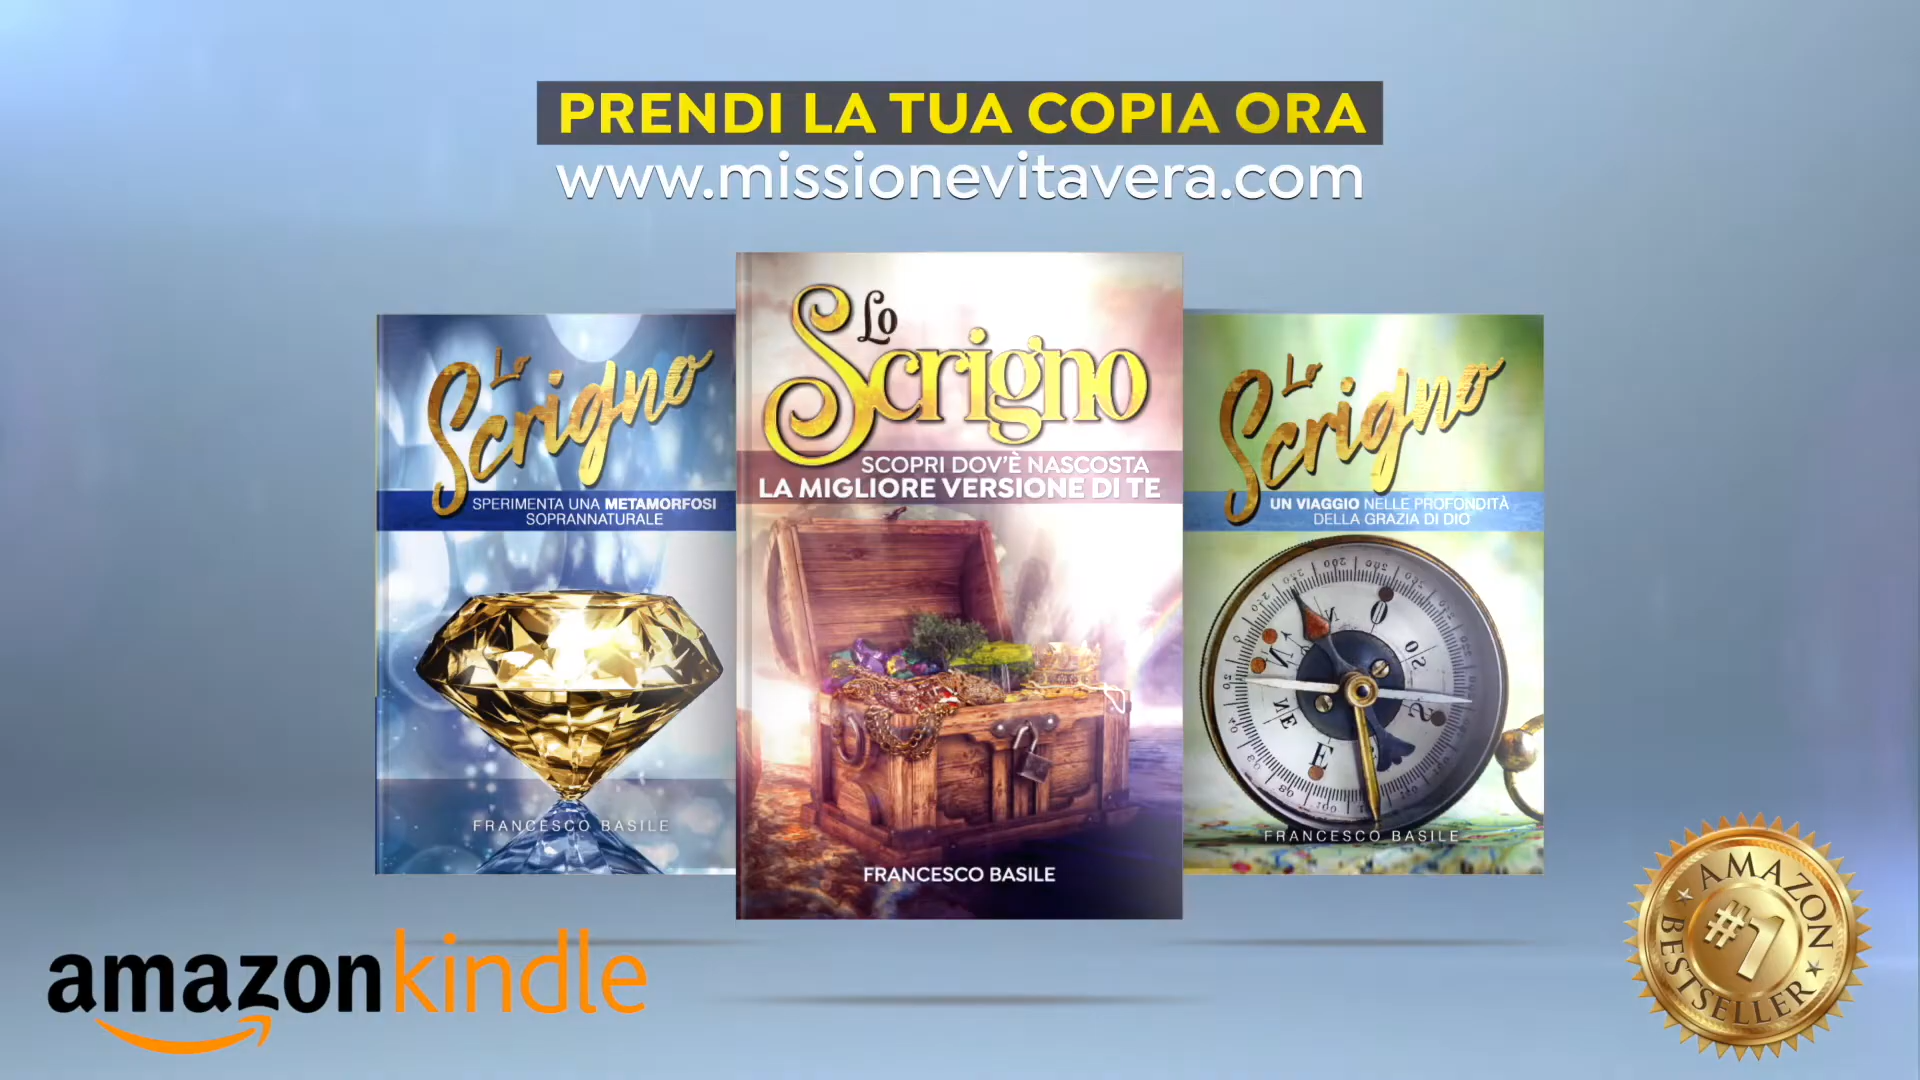 PRENDI LA TUA COPIA ORA
www.missionevitavera.com
Lo
Scrigno
SPERIMENTA UNA METAMORFOSI
SOPRANNATURALE
FRANCESCO BASILE
Lo
Scrigno
SCOPRI DOV'È NASCOSTA
LA MIGLIORE VERSIONE DI TE
FRANCESCO BASILE
Lo
Scrigno
UN VIAGGIO NELLE PROFONDITÀ
DELLA GRAZIA DI DIO
FRANCESCO BASILE
amazonkindle
AMAZON
#1
BESTSELLER